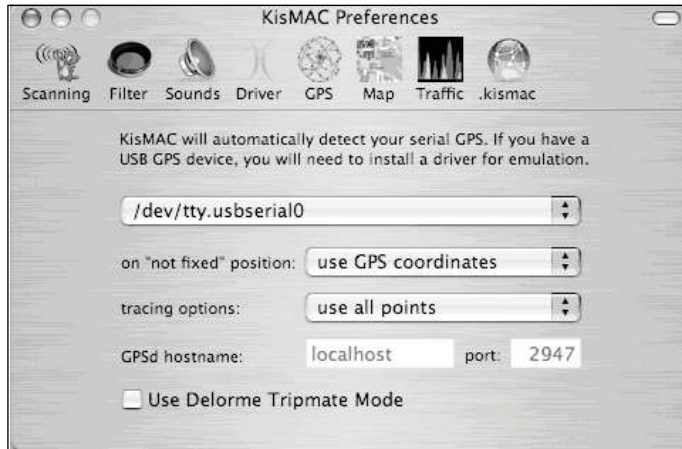 KisMAC Preferences
Scanning Filter Sounds Driver GPS Map Traffic .kismac
KisMAC will automatically detect your serial GPS. If you have a
USB GPS device, you will need to install a driver for emulation.
/dev/tty.usbserial0
on "not fixed" position: use GPS coordinates
tracing options: use all points
GPSd hostname: localhost port: 2947
Use Delorme Tripmate Mode